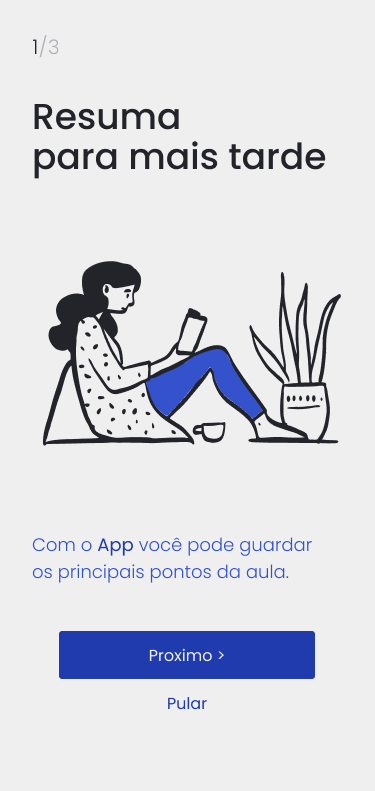 1/3
Resuma
para mais tarde
Com o App você pode guardar
os principais pontos da aula.
Proximo >
Pular